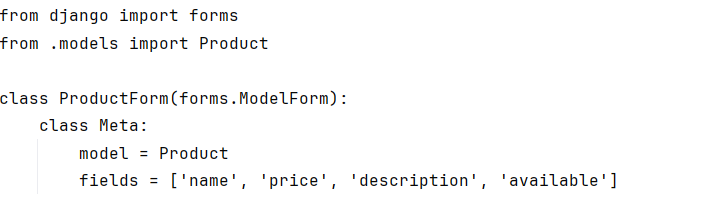 from django import forms
from .models import Product

class ProductForm(forms.ModelForm):
    class Meta:
        model = Product
        fields = ['name', 'price', 'description', 'available']